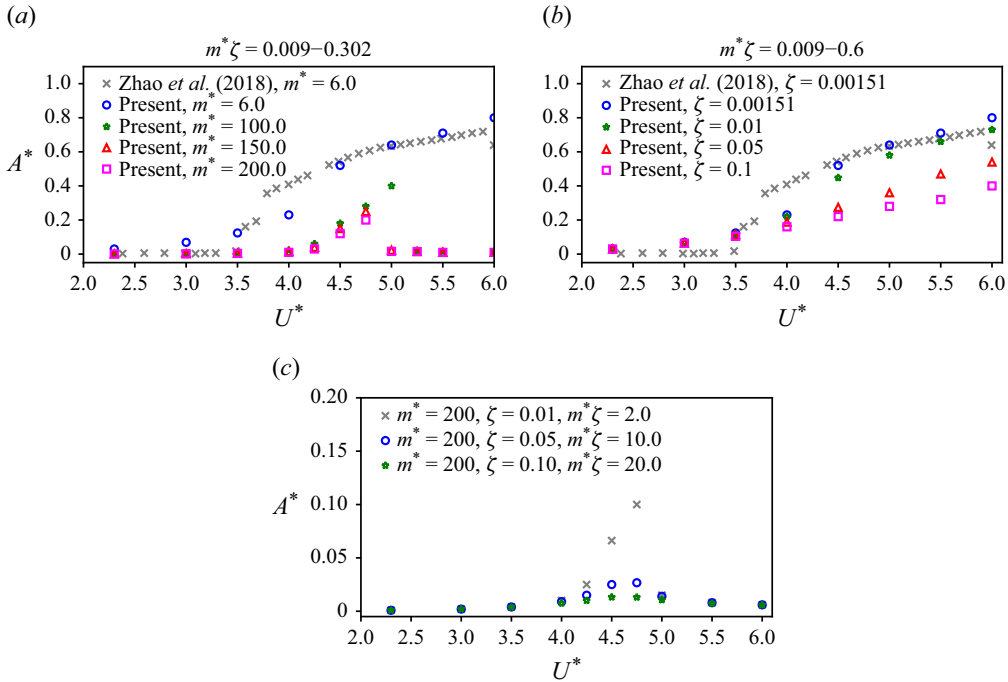 (a)
m*ζ = 0.009−0.302
1.0
0.8
0.6
0.4
0.2
0
A*
Zhao et al. (2018), m* = 6.0
Present, m* = 6.0
Present, m* = 100.0
Present, m* = 150.0
Present, m* = 200.0
2.0 2.5 3.0 3.5 4.0 4.5 5.0 5.5 6.0
U*
(b)
m*ζ = 0.009−0.6
1.0
0.8
0.6
0.4
0.2
0
Zhao et al. (2018), ζ = 0.00151
Present, ζ = 0.00151
Present, ζ = 0.01
Present, ζ = 0.05
Present, ζ = 0.1
2.0 2.5 3.0 3.5 4.0 4.5 5.0 5.5 6.0
U*
(c)
0.20
0.15
0.10
0.05
0
A*
m* = 200, ζ = 0.01, m*ζ = 2.0
m* = 200, ζ = 0.05, m*ζ = 10.0
m* = 200, ζ = 0.10, m*ζ = 20.0
2.0 2.5 3.0 3.5 4.0 4.5 5.0 5.5 6.0
U*